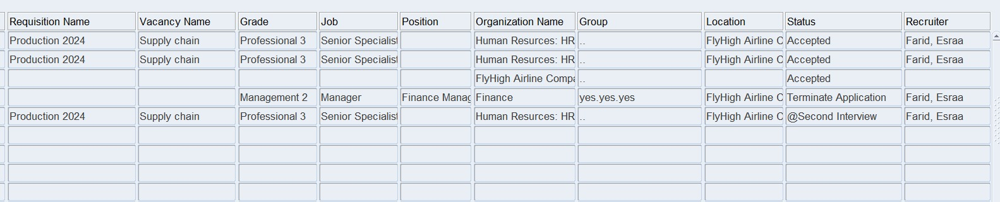 Requisition Name Vacancy Name Grade Job Position Organization Name Group Location Status Recruiter
Production 2024 Supply chain Professional 3 Senior Specialist Human Resurces: HR .. FlyHigh Airline C Accepted Farid, Esraa
Production 2024 Supply chain Professional 3 Senior Specialist Human Resurces: HR .. FlyHigh Airline C Accepted Farid, Esraa
FlyHigh Airline Compa .. Accepted
Management 2 Manager Finance Manag Finance yes.yes.yes FlyHigh Airline C Terminate Application Farid, Esraa
Production 2024 Supply chain Professional 3 Senior Specialist Human Resurces: HR .. FlyHigh Airline C @Second Interview Farid, Esraa